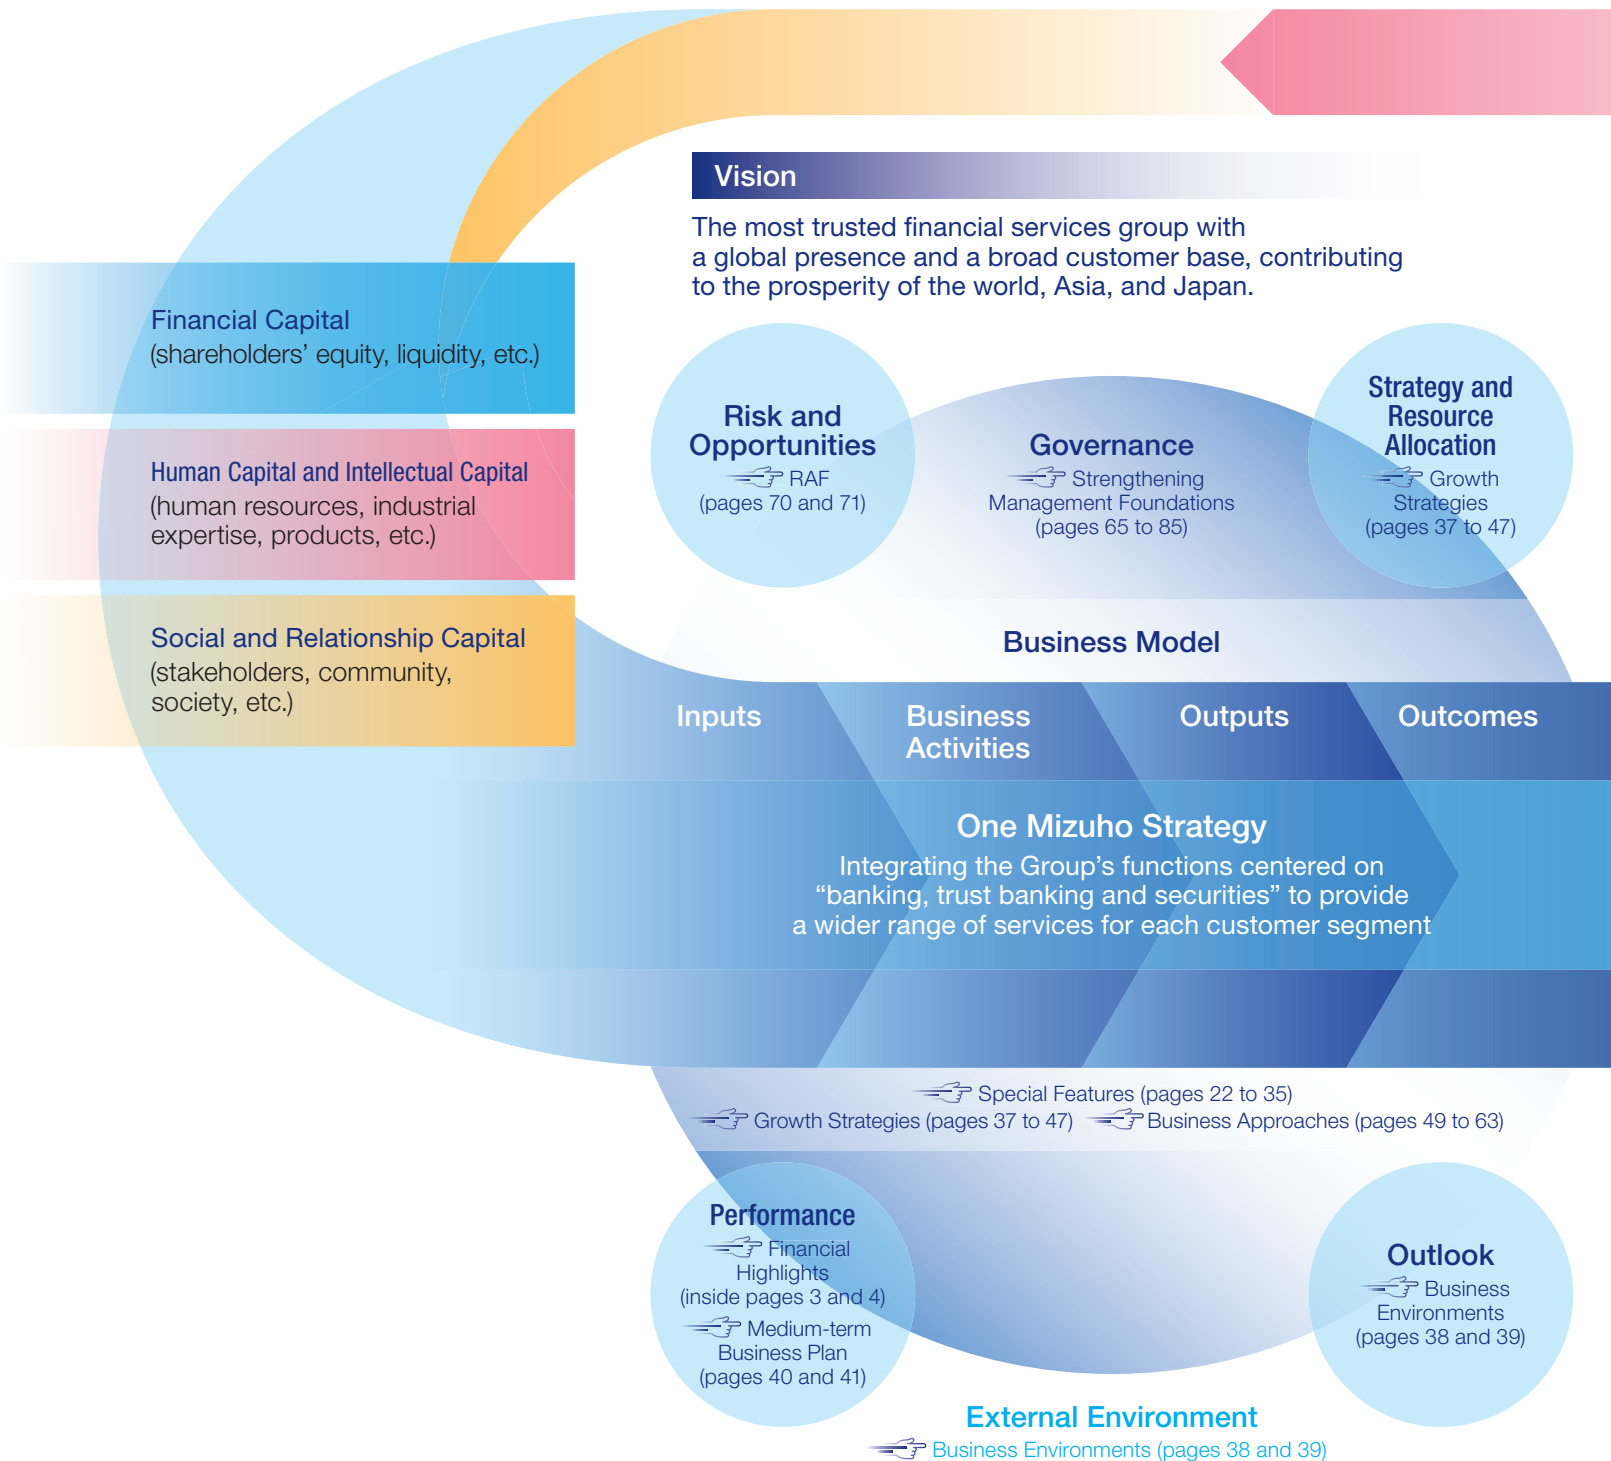 Vision
The most trusted financial services group with
a global presence and a broad customer base, contributing
to the prosperity of the world, Asia, and Japan.
Financial Capital
(shareholders’ equity, liquidity, etc.)
Human Capital and Intellectual Capital
(human resources, industrial
expertise, products, etc.)
Social and Relationship Capital
(stakeholders, community,
society, etc.)
Risk and
Opportunities
RAF
(pages 70 and 71)
Governance
Strengthening
Management Foundations
(pages 65 to 85)
Strategy and
Resource
Allocation
Growth
Strategies
(pages 37 to 47)
Business Model
Inputs
Business
Activities
Outputs
Outcomes
One Mizuho Strategy
Integrating the Group’s functions centered on
“banking, trust banking and securities” to provide
a wider range of services for each customer segment
Special Features (pages 22 to 35)
Growth Strategies (pages 37 to 47) Business Approaches (pages 49 to 63)
Performance
Financial
Highlights
(inside pages 3 and 4)
Medium-term
Business Plan
(pages 40 and 41)
Outlook
Business
Environments
(pages 38 and 39)
External Environment
Business Environments (pages 38 and 39)